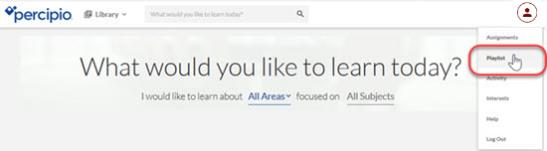 percipio. Library What would you like to learn today?
Assignments
Playlist
Activity
Interests
Help
Log Out
What would you like to learn today?
I would like to learn about All Areas focused on All Subjects